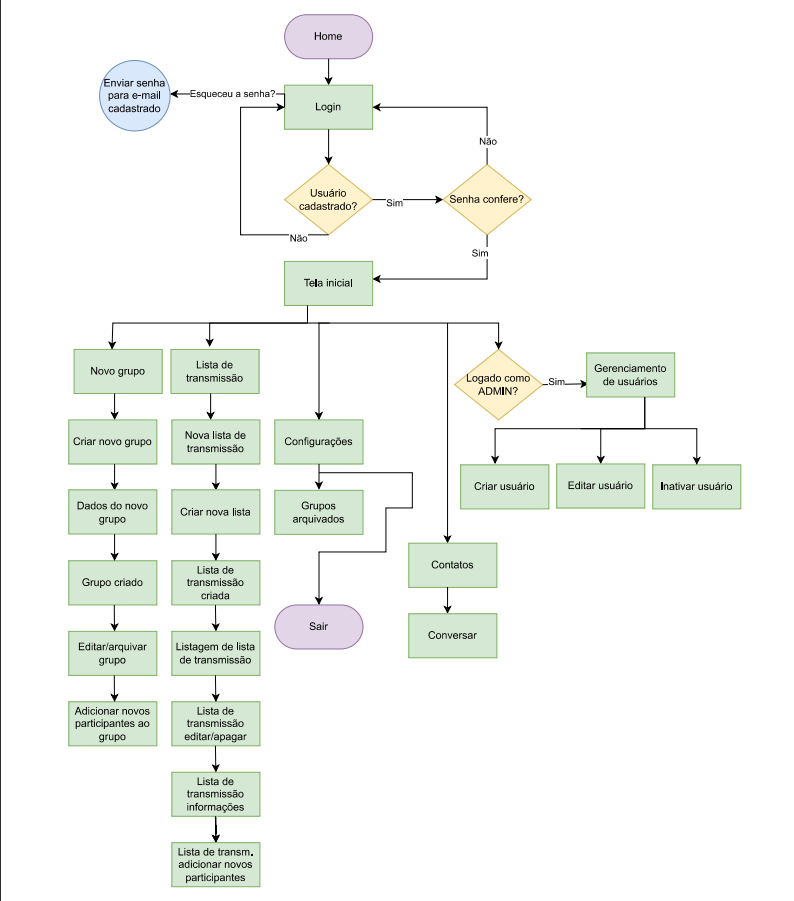 Home
Enviar senha
para e-mail
cadastrado
Esqueceu a senha?
Login
Não
Usuário
cadastrado?
Sim
Senha confere?
Não
Sim
Tela inicial
Novo grupo
Lista de
transmissão
Logado como
ADMIN?
Sim
Gerenciamento
de usuários
Criar novo grupo
Nova lista de
transmissão
Configurações
Criar usuário
Editar usuário
Inativar usuário
Dados do novo
grupo
Criar nova lista
Grupos
arquivados
Grupo criado
Lista de
transmissão
criada
Contatos
Sair
Conversar
Editar/arquivar
grupo
Listagem de lista
de transmissão
Adicionar novos
participantes ao
grupo
Lista de
transmissão
editar/apagar
Lista de
transmissão
informações
Lista de transm.
adicionar novos
participantes